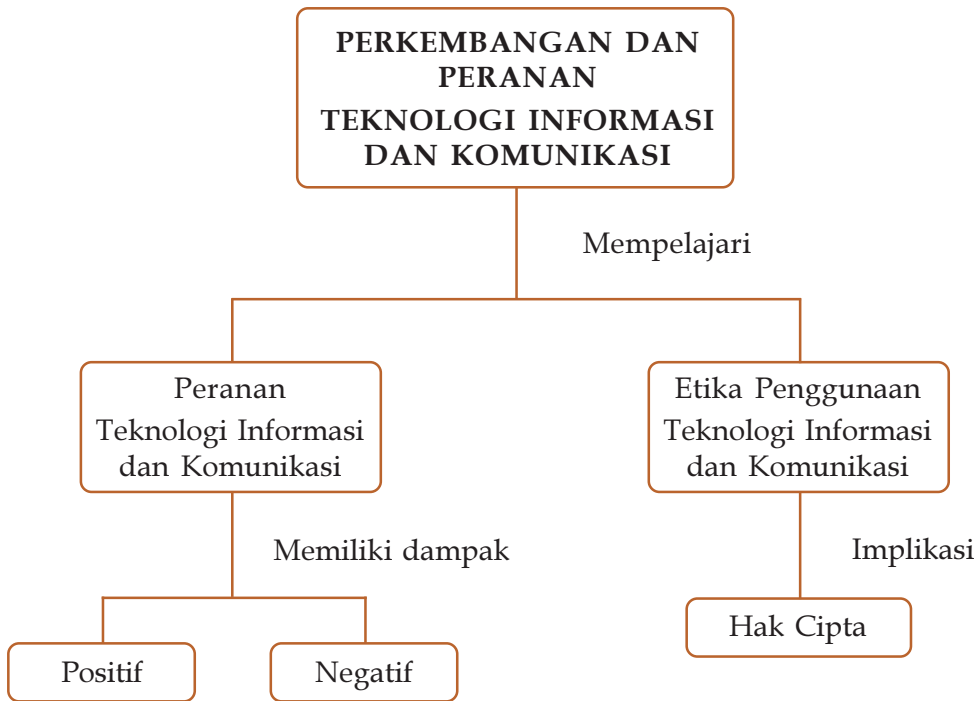 PERKEMBANGAN DAN
PERANAN
TEKNOLOGI INFORMASI
DAN KOMUNIKASI
Mempelajari
Peranan
Teknologi Informasi
dan Komunikasi
Etika Penggunaan
Teknologi Informasi
dan Komunikasi
Memiliki dampak
Implikasi
Positif
Negatif
Hak Cipta